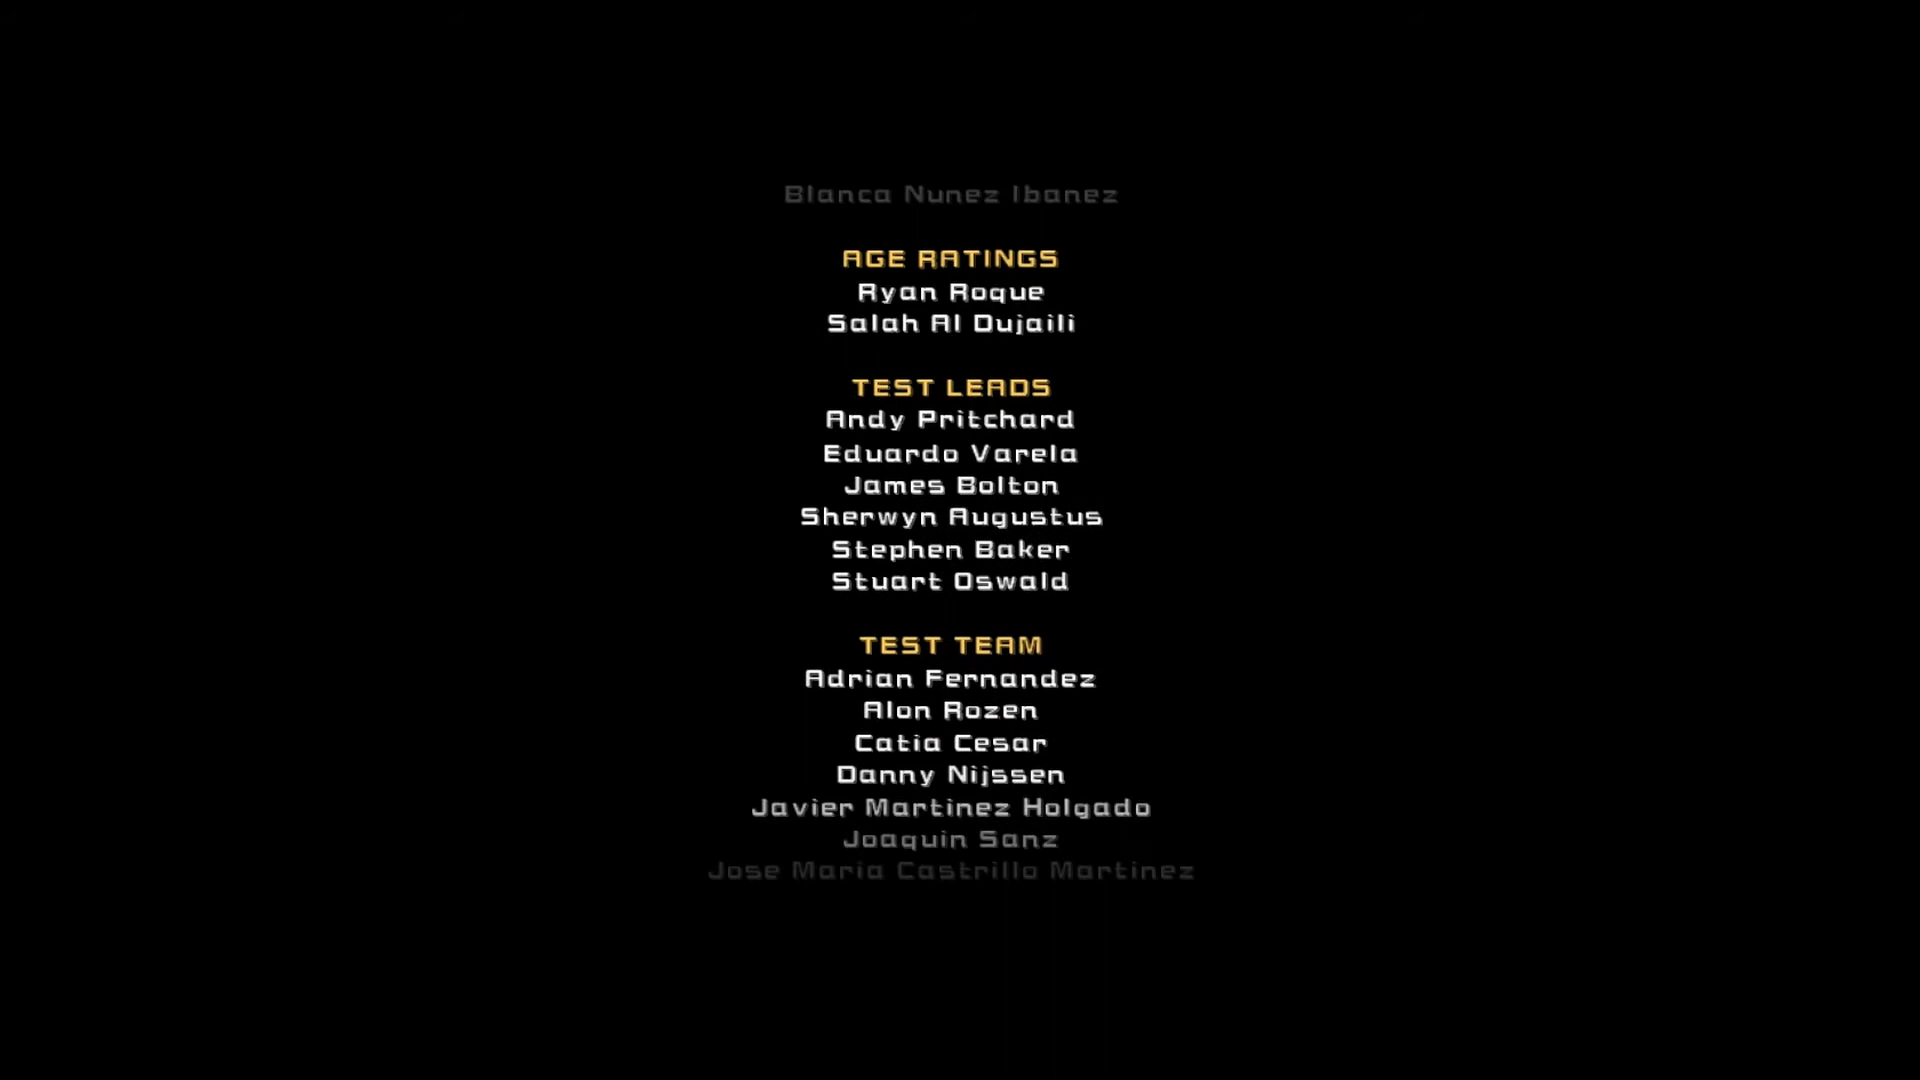 Blanca Nunez Ibanez
AGE RATINGS
Ryan Roque
Salah Al Dujaili
TEST LEADS
Andy Pritchard
Eduardo Varela
James Bolton
Sherwyn Augustus
Stephen Baker
Stuart Oswald
TEST TEAM
Adrian Fernandez
Alon Rozen
Catia Cesar
Danny Nijssen
Javier Martinez Holgado
Joaquin Sanz
Jose Maria Castrillo Martinez